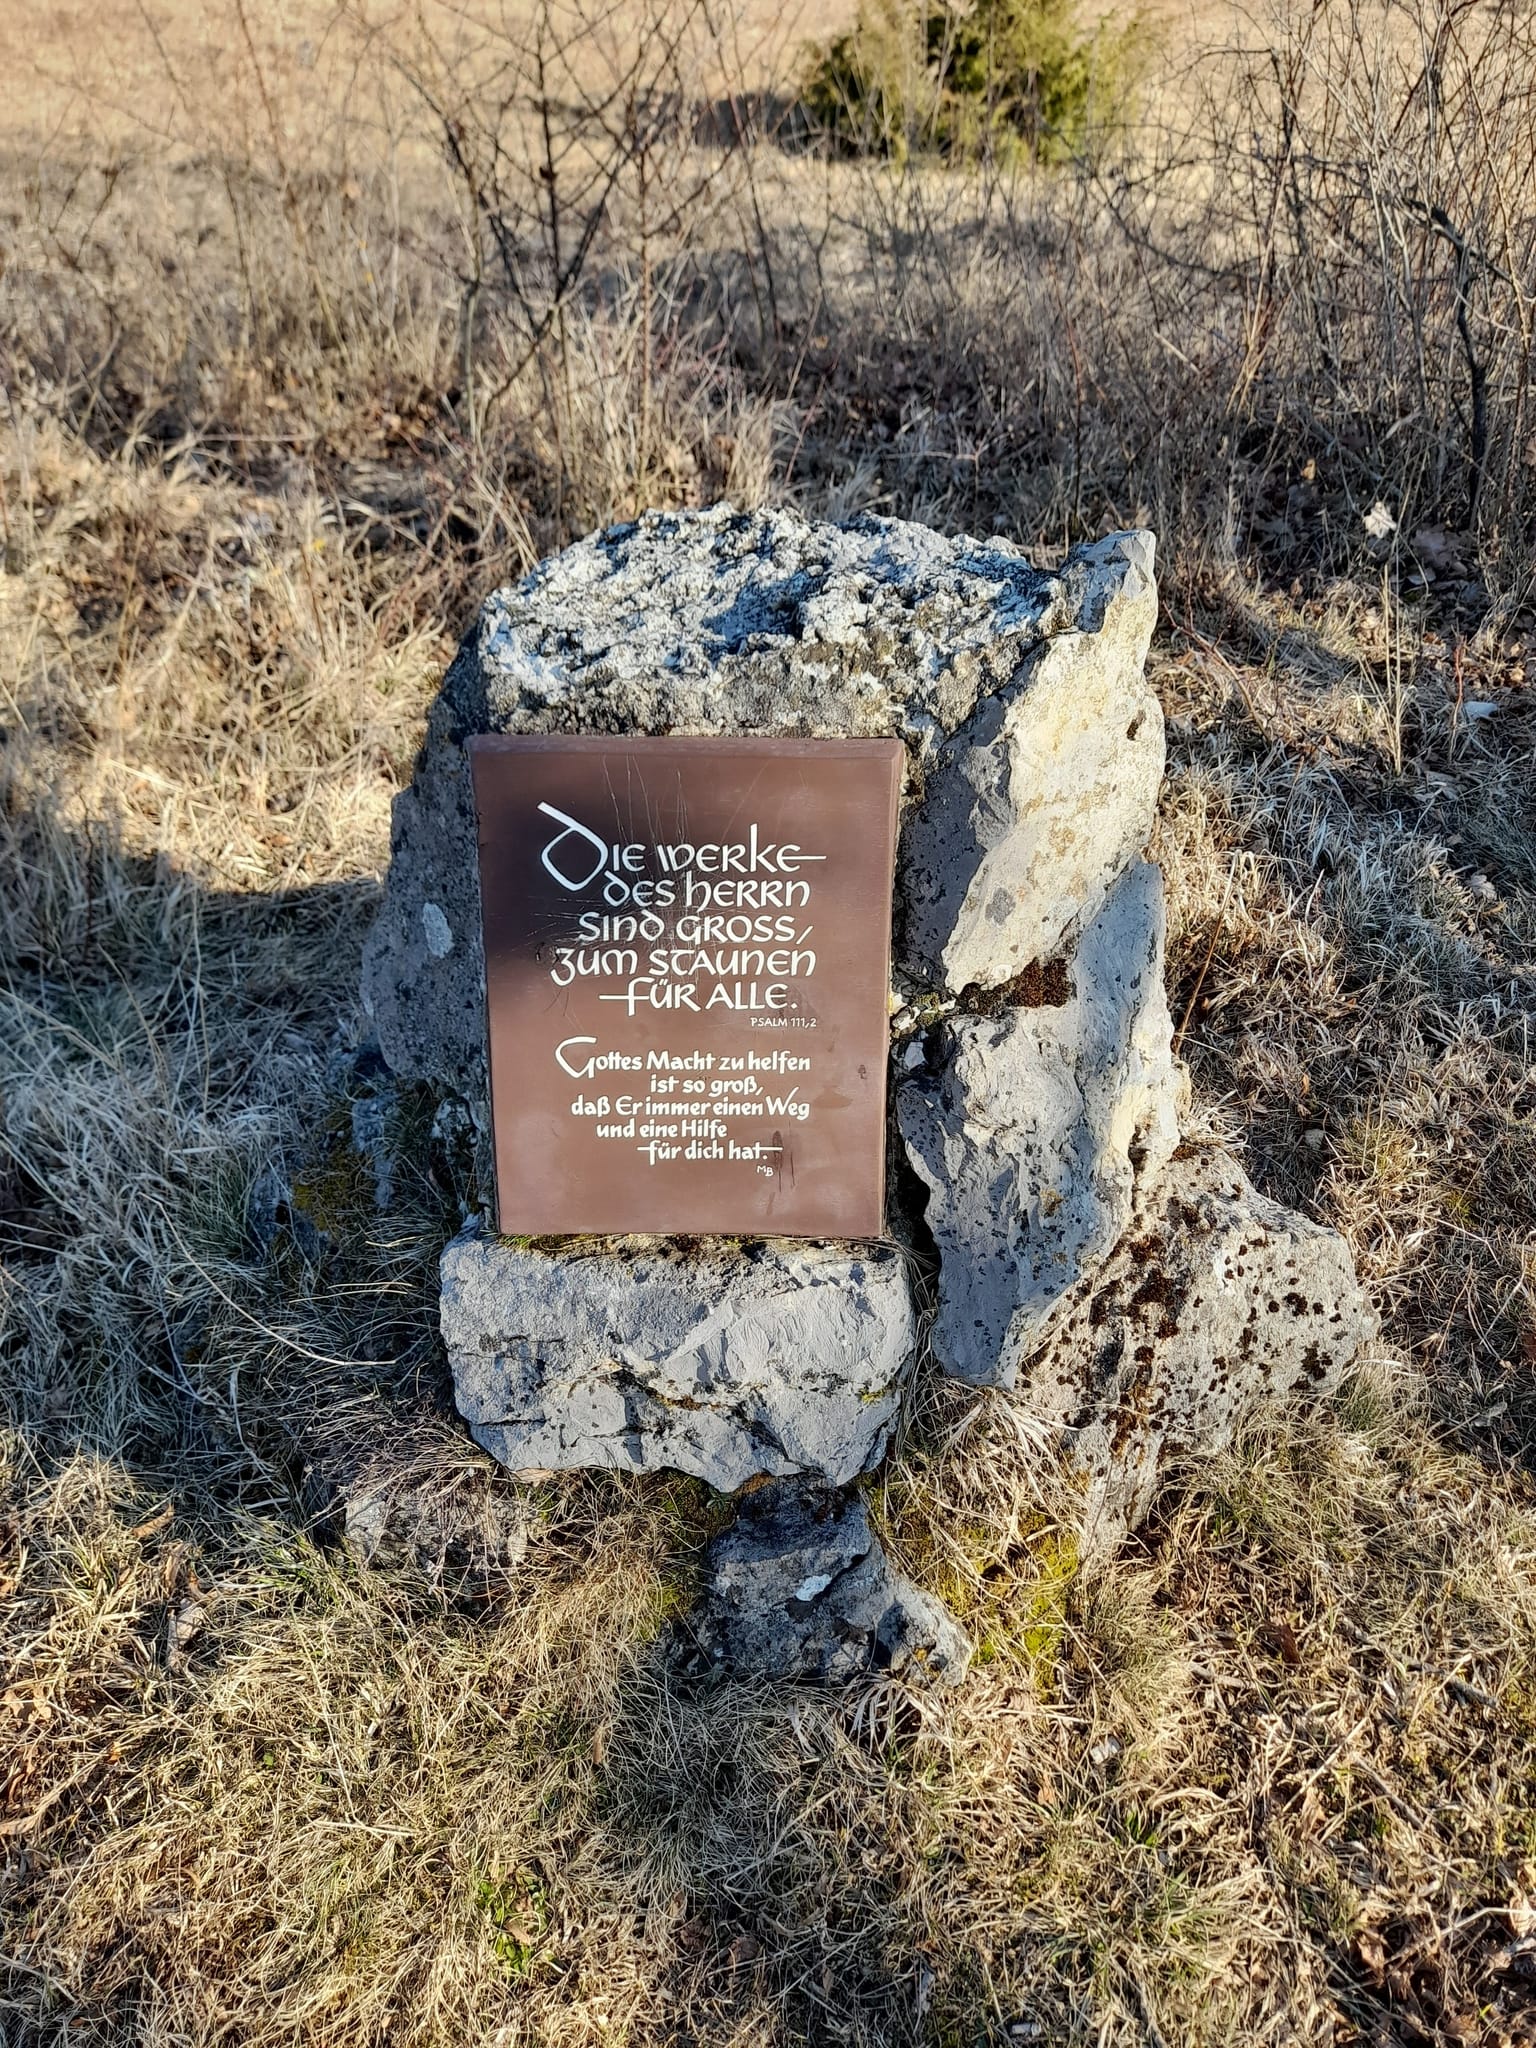 Die Werke
des Herrn
sind gross,
zum Staunen
für alle.
PSALM 111,2
Gottes Macht zu helfen
ist so groß,
daß Er immer einen Weg
und eine Hilfe
für dich hat.
MB